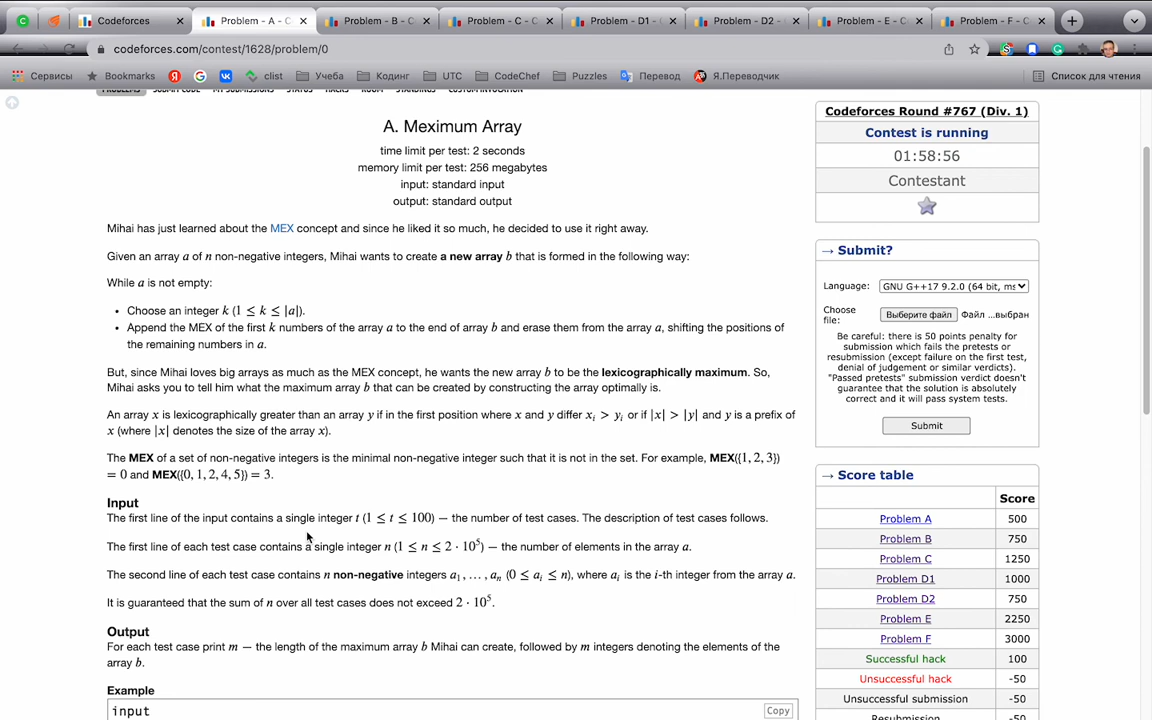 Codeforces
Problem - A - C
Problem - B - C
Problem - C - C
Problem - D1 -
Problem - D2 -
Problem - E - C
Problem - F - C
codeforces.com/contest/1628/problem/0
Сервисы
Bookmarks
clist
Учеба
Кодинг
UTC
CodeChef
Puzzles
Перевод
Я.Переводчик
Список для чтения
PROBLEMS SUBMIT CODE MY SUBMISSIONS STATUS HACKS ROOM STANDINGS CUSTOM INVOCATION
A. Meximum Array
time limit per test: 2 seconds
memory limit per test: 256 megabytes
input: standard input
output: standard output
Mihai has just learned about the MEX concept and since he liked it so much, he decided to use it right away.
Given an array a of n non-negative integers, Mihai wants to create a new array b that is formed in the following way:
While a is not empty:
• Choose an integer k (1 ≤ k ≤ |a|).
• Append the MEX of the first k numbers of the array a to the end of array b and erase them from the array a, shifting the positions of
the remaining numbers in a.
But, since Mihai loves big arrays as much as the MEX concept, he wants the new array b to be the lexicographically maximum. So,
Mihai asks you to tell him what the maximum array b that can be created by constructing the array optimally is.
An array x is lexicographically greater than an array y if in the first position where x and y differ xᵢ > yᵢ or if |x| > |y| and y is a prefix of
x (where |x| denotes the size of the array x).
The MEX of a set of non-negative integers is the minimal non-negative integer such that it is not in the set. For example, MEX({1, 2, 3})
= 0 and MEX({0, 1, 2, 4, 5}) = 3.
Input
The first line of the input contains a single integer t (1 ≤ t ≤ 100) — the number of test cases. The description of test cases follows.
The first line of each test case contains a single integer n (1 ≤ n ≤ 2 · 10⁵) — the number of elements in the array a.
The second line of each test case contains n non-negative integers a₁, … , aₙ (0 ≤ aᵢ ≤ n), where aᵢ is the i-th integer from the array a.
It is guaranteed that the sum of n over all test cases does not exceed 2 · 10⁵.
Output
For each test case print m — the length of the maximum array b Mihai can create, followed by m integers denoting the elements of the
array b.
Example
input
Copy
Codeforces Round #767 (Div. 1)
Contest is running
01:58:56
Contestant
→ Submit?
Language: GNU G++17 9.2.0 (64 bit, ms
Choose
file: Выберите файл Файл ...выбран
Be careful: there is 50 points penalty for
submission which fails the pretests or
resubmission (except failure on the first test,
denial of judgement or similar verdicts).
"Passed pretests" submission verdict doesn't
guarantee that the solution is absolutely
correct and it will pass system tests.
Submit
→ Score table
Score
Problem A 500
Problem B 750
Problem C 1250
Problem D1 1000
Problem D2 750
Problem E 2250
Problem F 3000
Successful hack 100
Unsuccessful hack -50
Unsuccessful submission -50
Resubmission -50